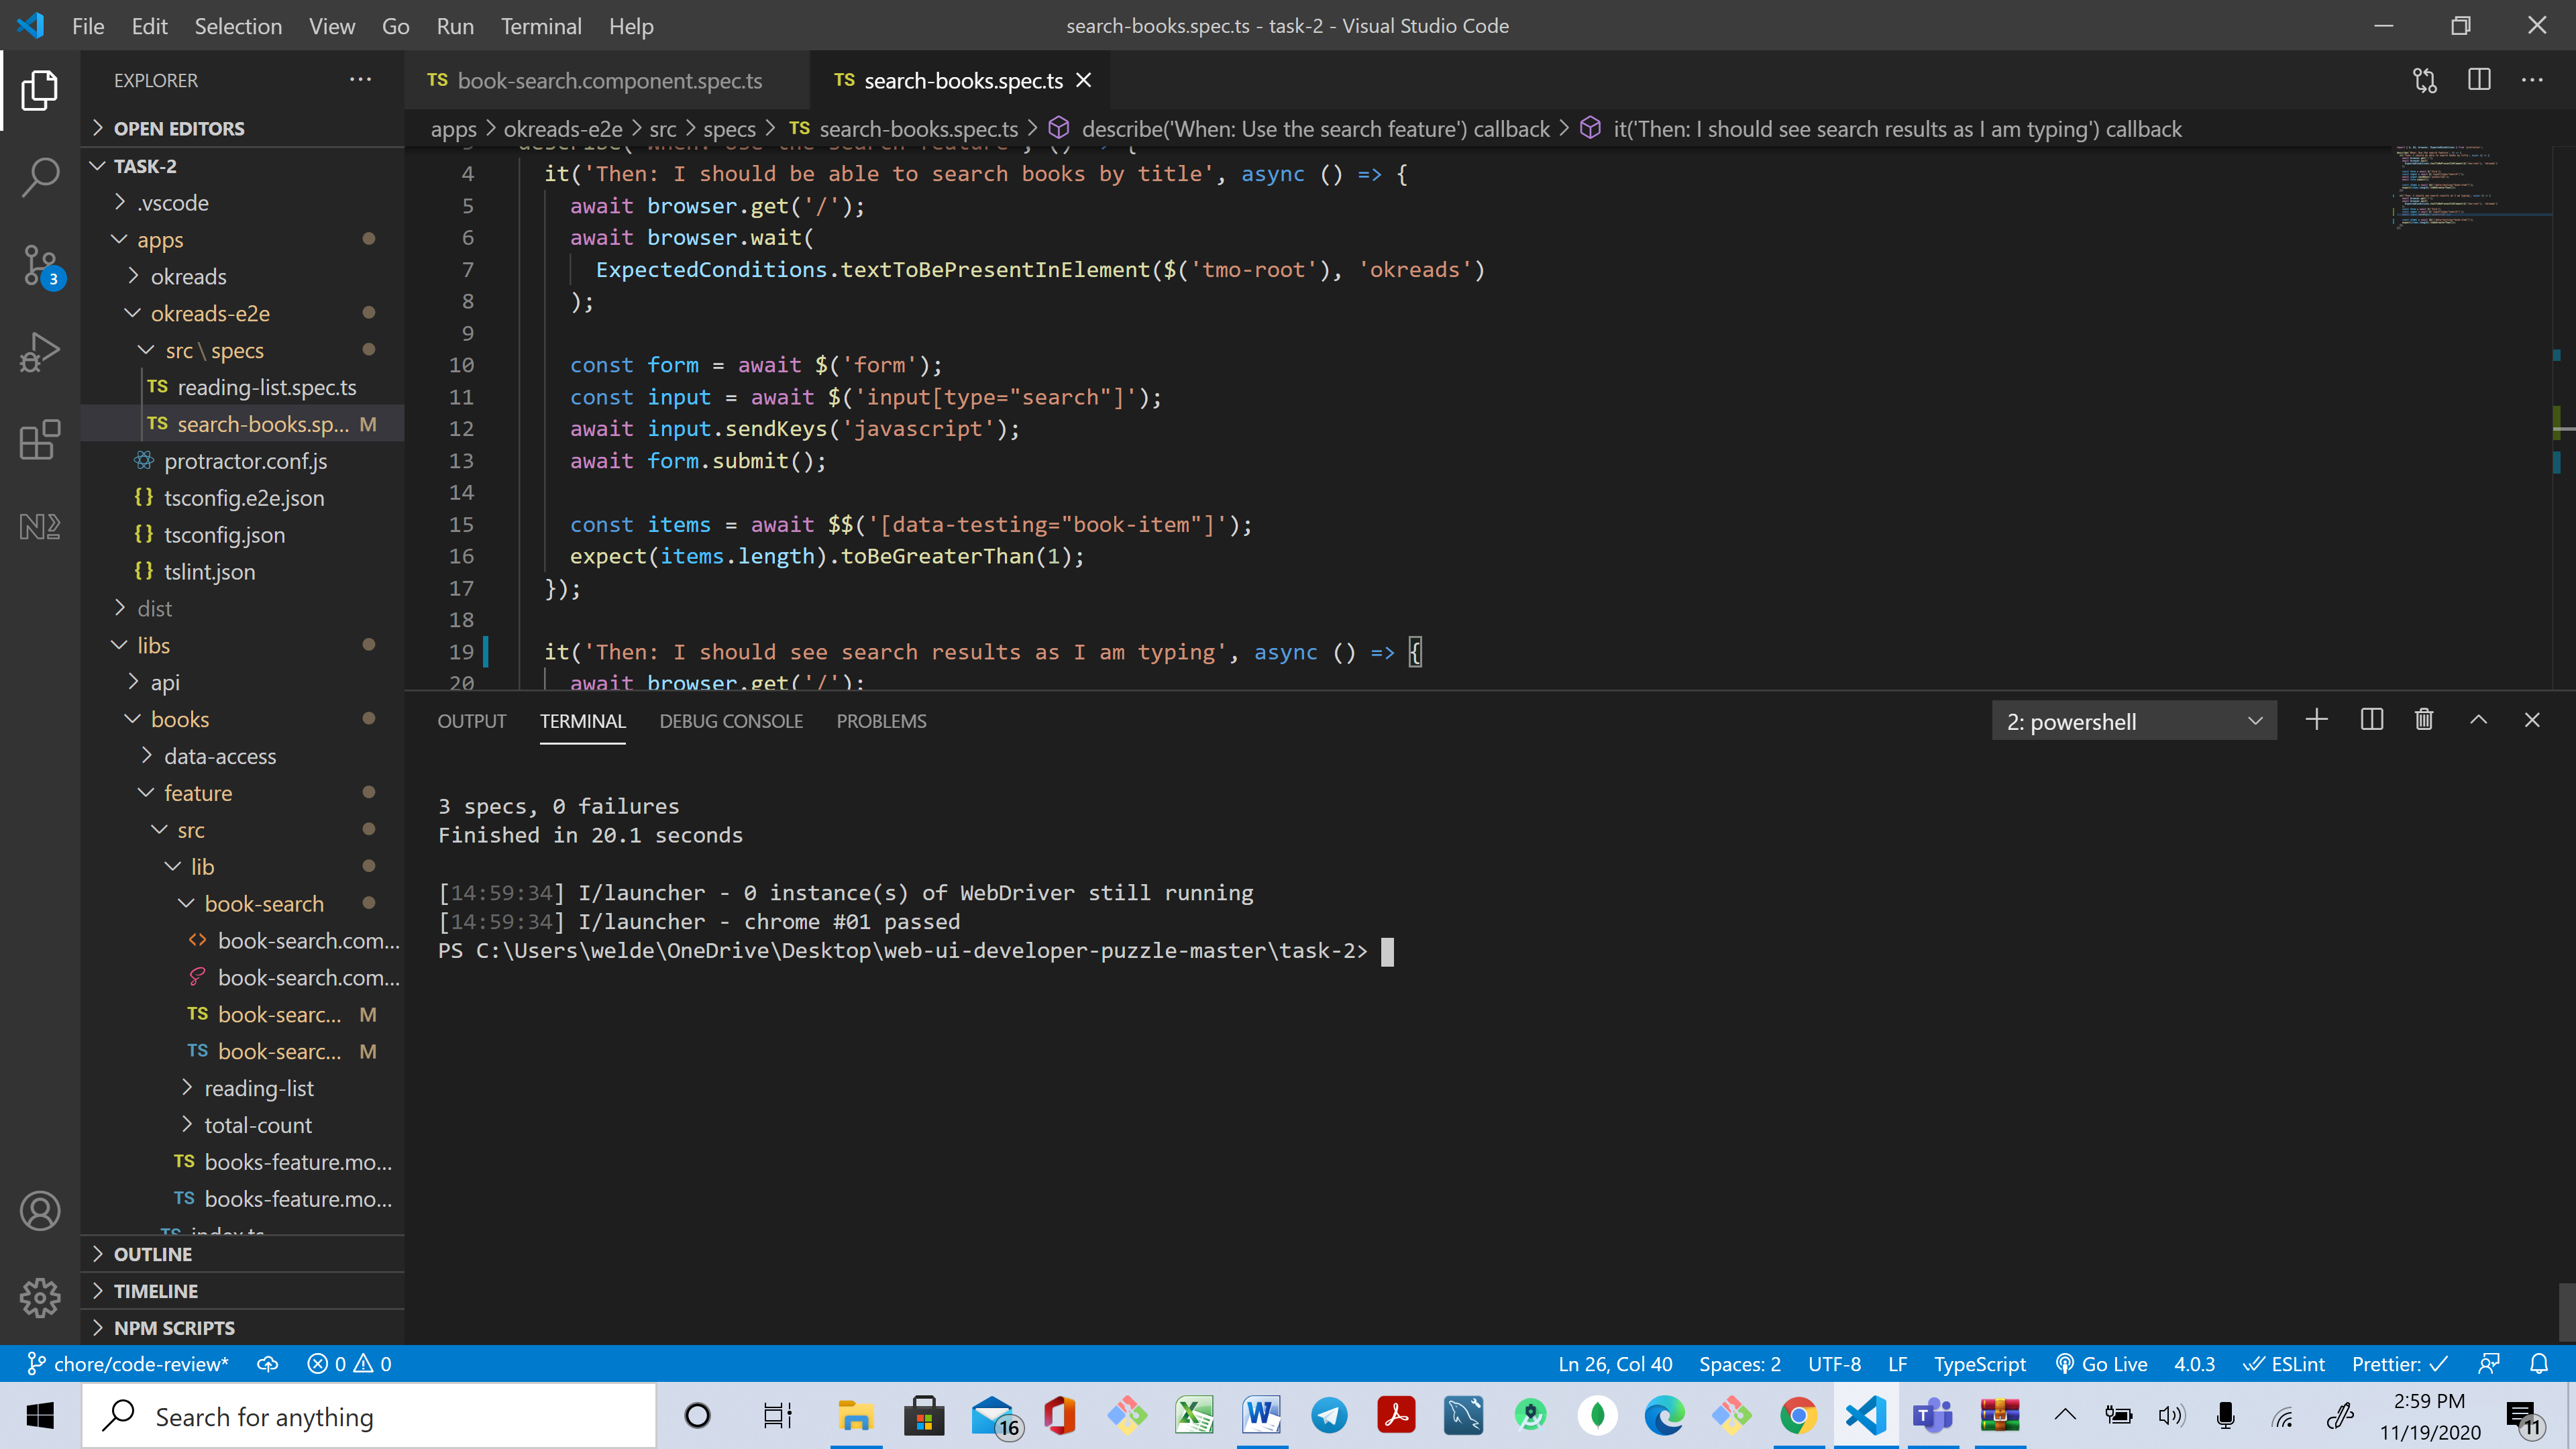 File Edit Selection View Go Run Terminal Help
search-books.spec.ts - task-2 - Visual Studio Code
EXPLORER
OPEN EDITORS
TASK-2
.vscode
apps
okreads
okreads-e2e
src \ specs
TS reading-list.spec.ts
TS search-books.sp... M
protractor.conf.js
{} tsconfig.e2e.json
{} tsconfig.json
{} tslint.json
dist
libs
api
books
data-access
feature
src
lib
book-search
<> book-search.com...
book-search.com...
TS book-searc... M
TS book-searc... M
reading-list
total-count
TS books-feature.mo...
TS books-feature.mo...
TS index.ts
OUTLINE
TIMELINE
NPM SCRIPTS
3
TS book-search.component.spec.ts
TS search-books.spec.ts
apps > okreads-e2e > src > specs > TS search-books.spec.ts > describe('When: Use the search feature') callback > it('Then: I should see search results as I am typing') callback
3 describe('When: Use the search feature', () => {
4 it('Then: I should be able to search books by title', async () => {
5 await browser.get('/');
6 await browser.wait(
7 ExpectedConditions.textToBePresentInElement($('tmo-root'), 'okreads')
8 );
9
10 const form = await $('form');
11 const input = await $('input[type="search"]');
12 await input.sendKeys('javascript');
13 await form.submit();
14
15 const items = await $$('[data-testing="book-item"]');
16 expect(items.length).toBeGreaterThan(1);
17 });
18
19 it('Then: I should see search results as I am typing', async () => {
20 await browser.get('/');
OUTPUT TERMINAL DEBUG CONSOLE PROBLEMS
2: powershell
3 specs, 0 failures
Finished in 20.1 seconds
[14:59:34] I/launcher - 0 instance(s) of WebDriver still running
[14:59:34] I/launcher - chrome #01 passed
PS C:\Users\welde\OneDrive\Desktop\web-ui-developer-puzzle-master\task-2>
chore/code-review* 0 0
Ln 26, Col 40 Spaces: 2 UTF-8 LF TypeScript Go Live 4.0.3 ESLint Prettier: ✓
Search for anything
16
2:59 PM
11/19/2020
11